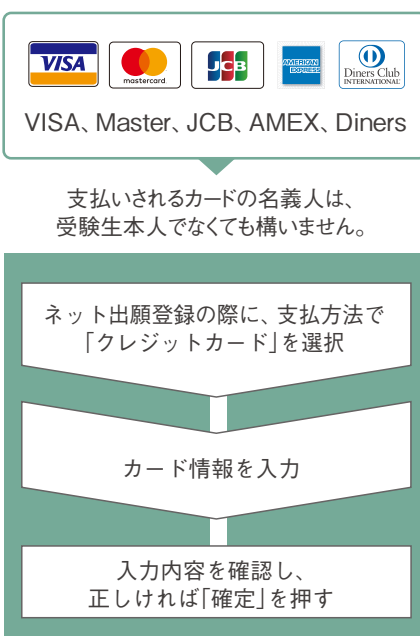 VISA
mastercard
JCB
AMERICAN
EXPRESS
Diners Club
INTERNATIONAL
VISA、Master、JCB、AMEX、Diners
支払いされるカードの名義人は、
受験生本人でなくても構いません。
ネット出願登録の際に、支払方法で
「クレジットカード」を選択
カード情報を入力
入力内容を確認し、
正しければ「確定」を押す